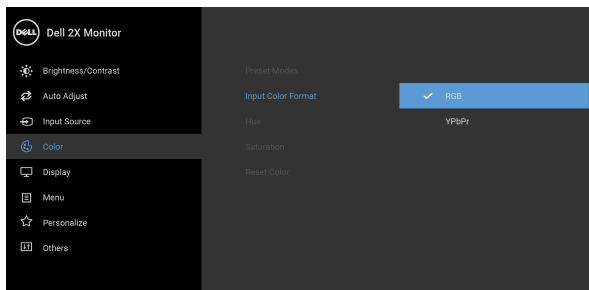 DELL Dell 2X Monitor
Brightness/Contrast
Auto Adjust
Input Source
Color
Display
Menu
Personalize
Others
Preset Modes
Input Color Format
Hue
Saturation
Reset Color
RGB
YPbPr